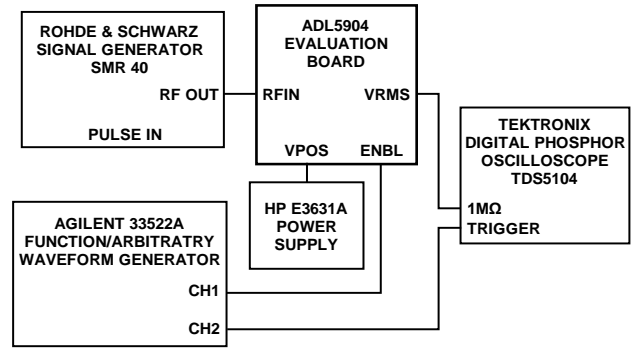 ROHDE & SCHWARZ
SIGNAL GENERATOR
SMR 40
RF OUT
PULSE IN
ADL5904
EVALUATION
BOARD
RFIN
VRMS
VPOS
ENBL
TEKTRONIX
DIGITAL PHOSPHOR
OSCILLOSCOPE
TDS5104
1MΩ
TRIGGER
HP E3631A
POWER
SUPPLY
AGILENT 33522A
FUNCTION/ARBITRATRY
WAVEFORM GENERATOR
CH1
CH2